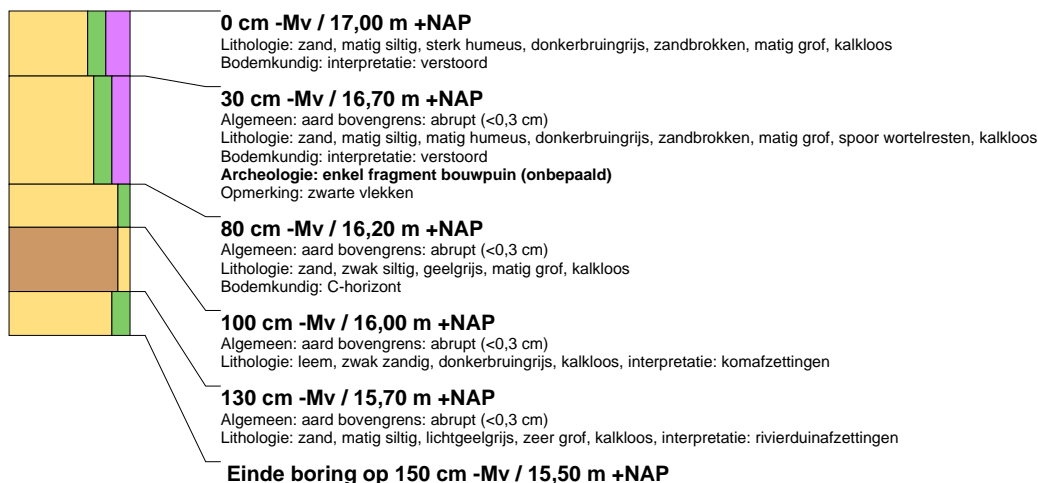 0 cm -Mv / 17,00 m +NAP
Lithologie: zand, matig siltig, sterk humeus, donkerbruingrijs, zandbrokken, matig grof, kalkloos
Bodemkundig: interpretatie: verstoord
30 cm -Mv / 16,70 m +NAP
Algemeen: aard bovengrens: abrupt (<0,3 cm)
Lithologie: zand, matig siltig, matig humeus, donkerbruingrijs, zandbrokken, matig grof, spoor wortelresten, kalkloos
Bodemkundig: interpretatie: verstoord
Archeologie: enkel fragment bouwpuin (onbepaald)
Opmerking: zwarte vlekken
80 cm -Mv / 16,20 m +NAP
Algemeen: aard bovengrens: abrupt (<0,3 cm)
Lithologie: zand, zwak siltig, geelgrijs, matig grof, kalkloos
Bodemkundig: C-horizont
100 cm -Mv / 16,00 m +NAP
Algemeen: aard bovengrens: abrupt (<0,3 cm)
Lithologie: leem, zwak zandig, donkerbruingrijs, kalkloos, interpretatie: komafzettingen
130 cm -Mv / 15,70 m +NAP
Algemeen: aard bovengrens: abrupt (<0,3 cm)
Lithologie: zand, matig siltig, lichtgeelgrijs, zeer grof, kalkloos, interpretatie: rivierduinafzettingen
Einde boring op 150 cm -Mv / 15,50 m +NAP